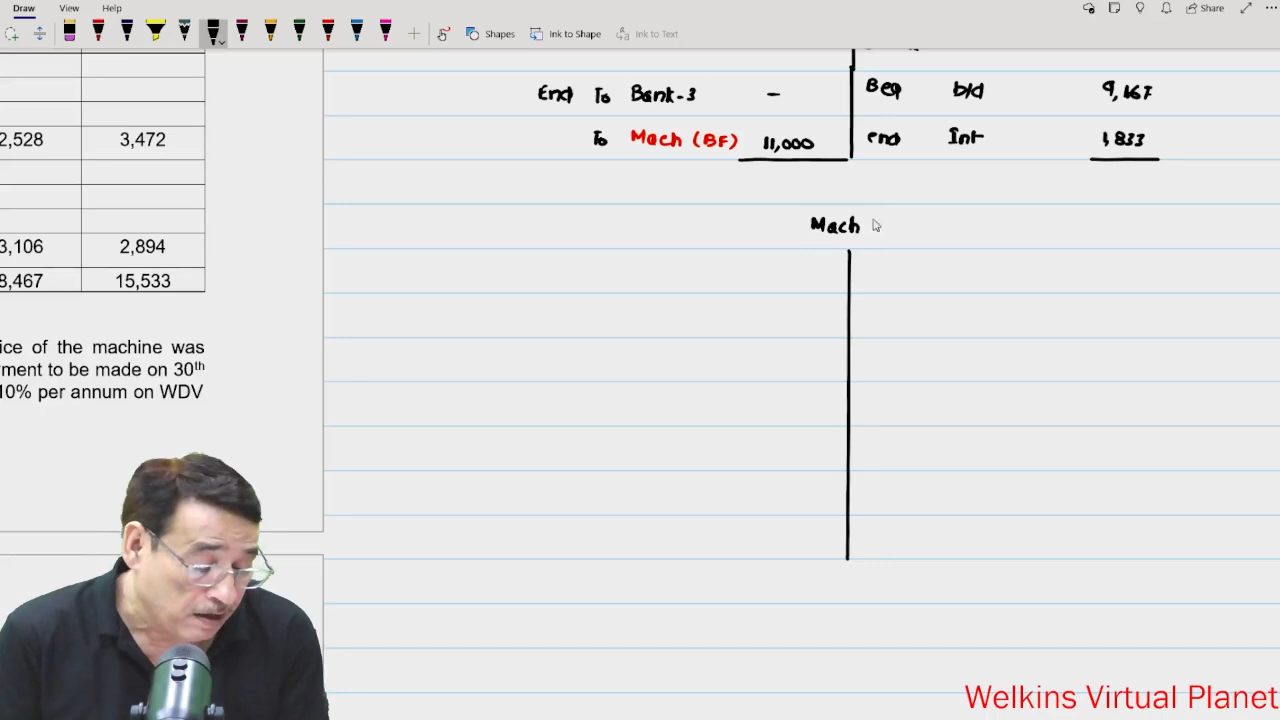 Draw View Help Share
Shapes Ink to Shape Ink to Text
End To Bank-3 - Beg b/d 9,167
To Mach (BF) 11,000 end Int 1,833
Mach
2,528 3,472
3,106 2,894
8,467 15,533
ice of the machine was
ment to be made on 30th
10% per annum on WDV
Welkins Virtual Planet